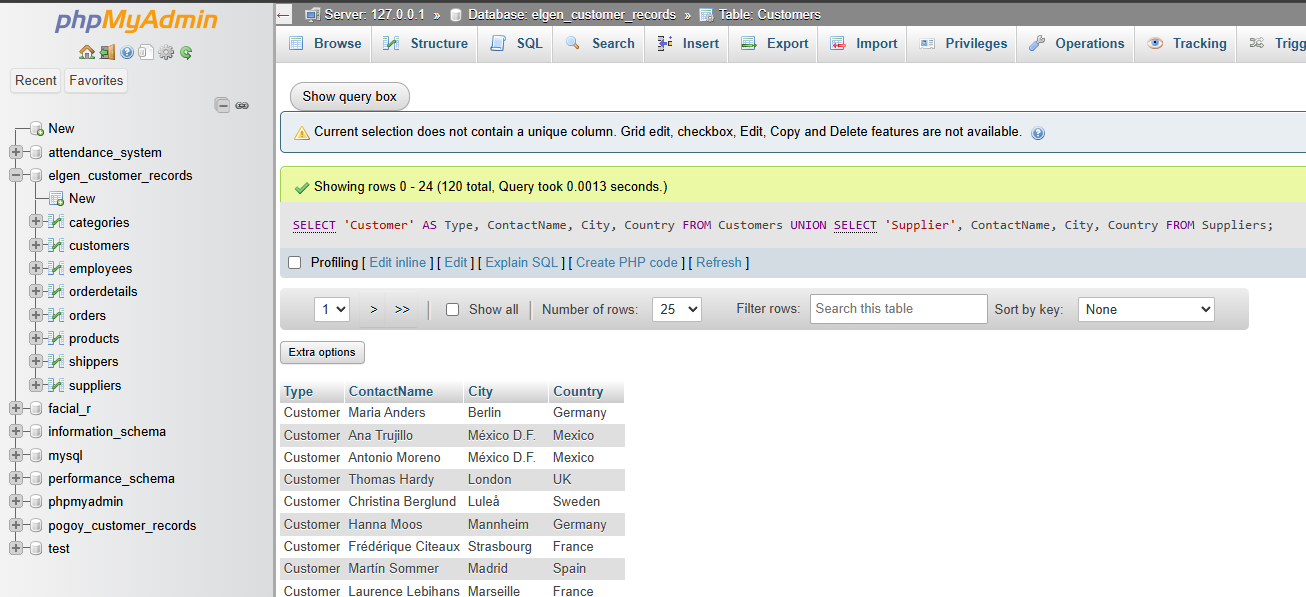 phpMyAdmin
Recent Favorites
New
attendance_system
elgen_customer_records
New
categories
customers
employees
orderdetails
orders
products
shippers
suppliers
facial_r
information_schema
mysql
performance_schema
phpmyadmin
pogoy_customer_records
test
← Server: 127.0.0.1 » Database: elgen_customer_records » Table: Customers
Browse Structure SQL Search Insert Export Import Privileges Operations Tracking Trigg
Show query box
Current selection does not contain a unique column. Grid edit, checkbox, Edit, Copy and Delete features are not available.
Showing rows 0 - 24 (120 total, Query took 0.0013 seconds.)
SELECT 'Customer' AS Type, ContactName, City, Country FROM Customers UNION SELECT 'Supplier', ContactName, City, Country FROM Suppliers;
Profiling [ Edit inline ] [ Edit ] [ Explain SQL ] [ Create PHP code ] [ Refresh ]
1 > >> | Show all | Number of rows: 25 Filter rows: Search this table Sort by key: None
Extra options
Type ContactName City Country
Customer Maria Anders Berlin Germany
Customer Ana Trujillo México D.F. Mexico
Customer Antonio Moreno México D.F. Mexico
Customer Thomas Hardy London UK
Customer Christina Berglund Luleå Sweden
Customer Hanna Moos Mannheim Germany
Customer Frédérique Citeaux Strasbourg France
Customer Martín Sommer Madrid Spain
Customer Laurence Lebihans Marseille France